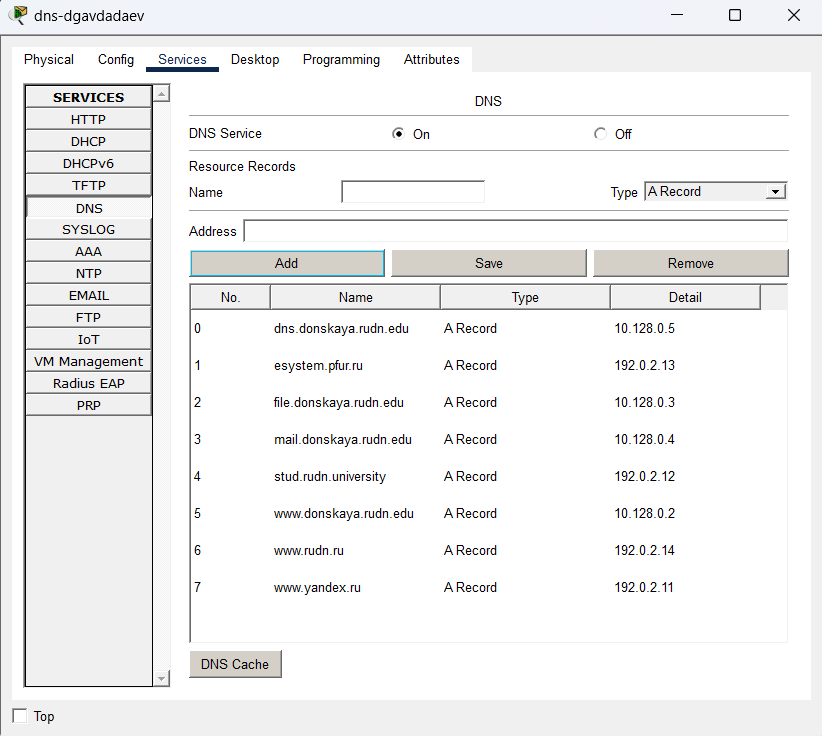 dns-dgavdadaev
Physical Config Services Desktop Programming Attributes
SERVICES
HTTP
DHCP
DHCPv6
TFTP
DNS
SYSLOG
AAA
NTP
EMAIL
FTP
IoT
VM Management
Radius EAP
PRP
DNS
DNS Service On Off
Resource Records
Name Type A Record
Address
Add Save Remove
No. Name Type Detail
0 dns.donskaya.rudn.edu A Record 10.128.0.5
1 esystem.pfur.ru A Record 192.0.2.13
2 file.donskaya.rudn.edu A Record 10.128.0.3
3 mail.donskaya.rudn.edu A Record 10.128.0.4
4 stud.rudn.university A Record 192.0.2.12
5 www.donskaya.rudn.edu A Record 10.128.0.2
6 www.rudn.ru A Record 192.0.2.14
7 www.yandex.ru A Record 192.0.2.11
DNS Cache
Top